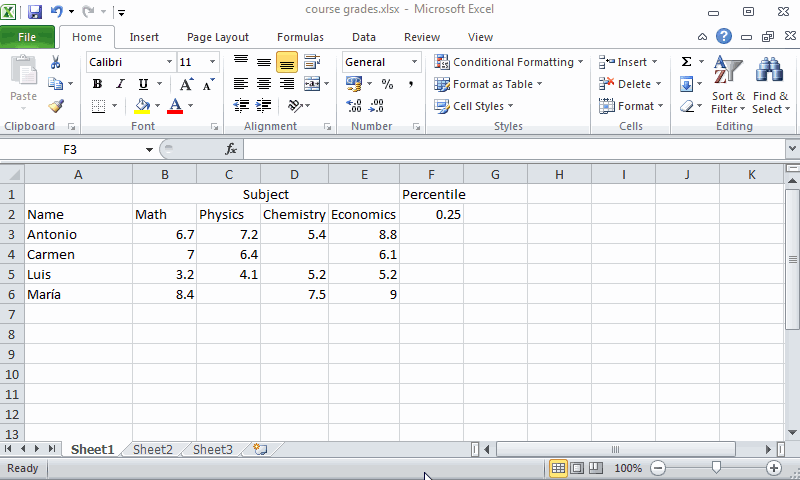 course grades.xlsx - Microsoft Excel
File Home Insert Page Layout Formulas Data Review View
Paste
Calibri 11
B I U A A
A
General
$ % ,
Conditional Formatting
Format as Table
Cell Styles
Insert
Delete
Format
Σ
Sort & Filter
Find & Select
Clipboard Font Alignment Number Styles Cells Editing
F3 fx
A B C D E F G H I J K
1 Subject Percentile
2 Name Math Physics Chemistry Economics 0.25
3 Antonio 6.7 7.2 5.4 8.8
4 Carmen 7 6.4 6.1
5 Luis 3.2 4.1 5.2 5.2
6 María 8.4 7.5 9
7
8
9
10
11
12
13
Sheet1 Sheet2 Sheet3
Ready 100%